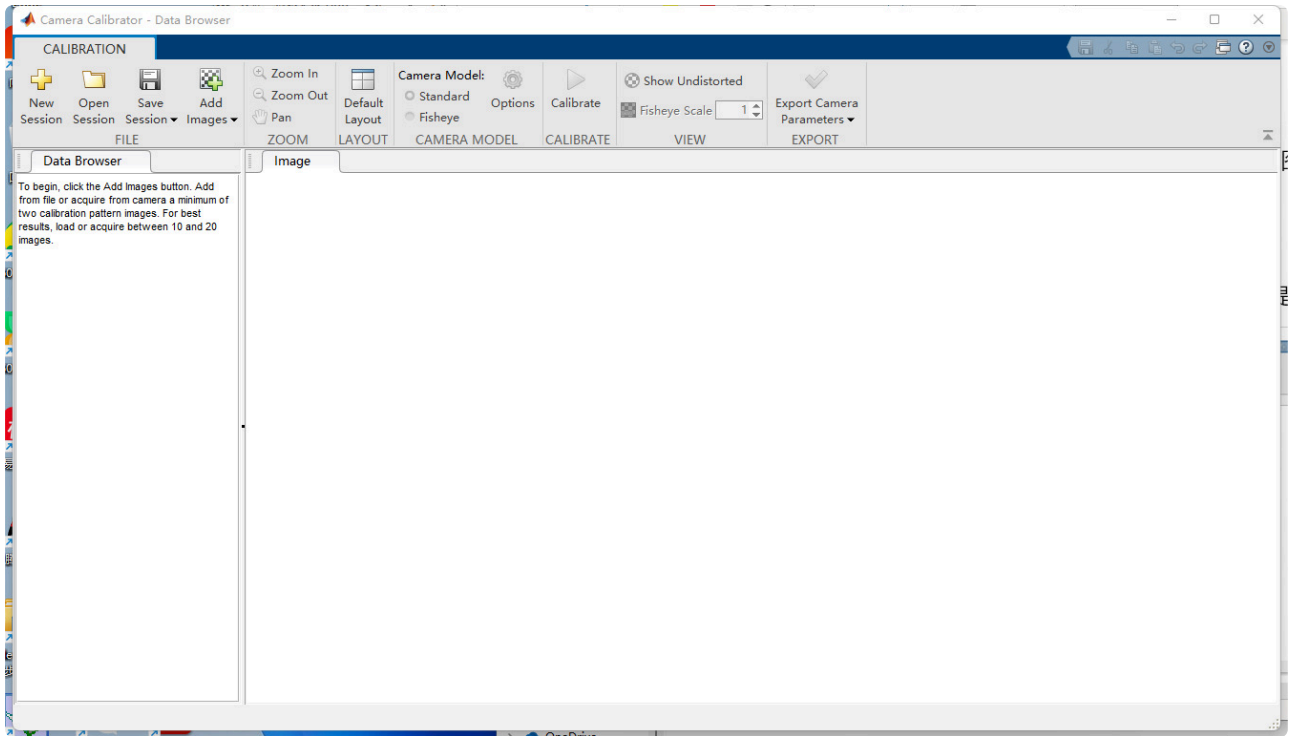 Camera Calibrator - Data Browser
CALIBRATION
New Session
Open Session
Save Session
Add Images
FILE
Zoom In
Zoom Out
Pan
ZOOM
Default Layout
LAYOUT
Camera Model:
Standard
Fisheye
Options
CAMERA MODEL
Calibrate
CALIBRATE
Show Undistorted
Fisheye Scale 1
VIEW
Export Camera
Parameters
EXPORT
Data Browser
Image
To begin, click the Add Images button. Add
from file or acquire from camera a minimum of
two calibration pattern images. For best
results, load or acquire between 10 and 20
images.